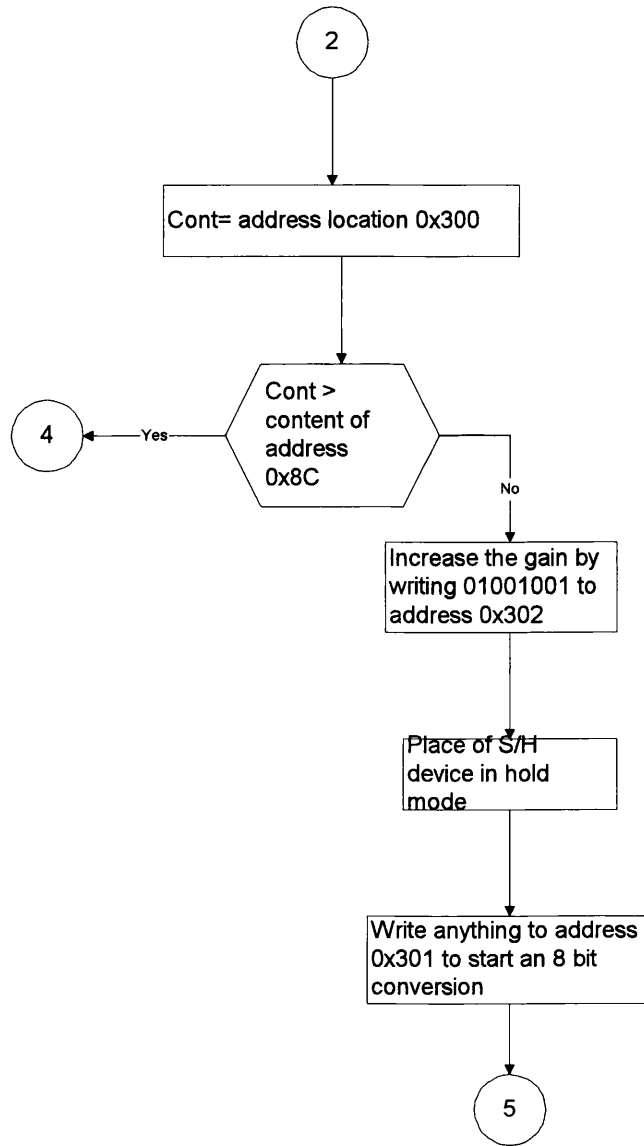 2
Cont= address location 0x300
Cont >
content of
address
0x8C
4
Yes
No
Increase the gain by
writing 01001001 to
address 0x302
Place of S/H
device in hold
mode
Write anything to address
0x301 to start an 8 bit
conversion
5